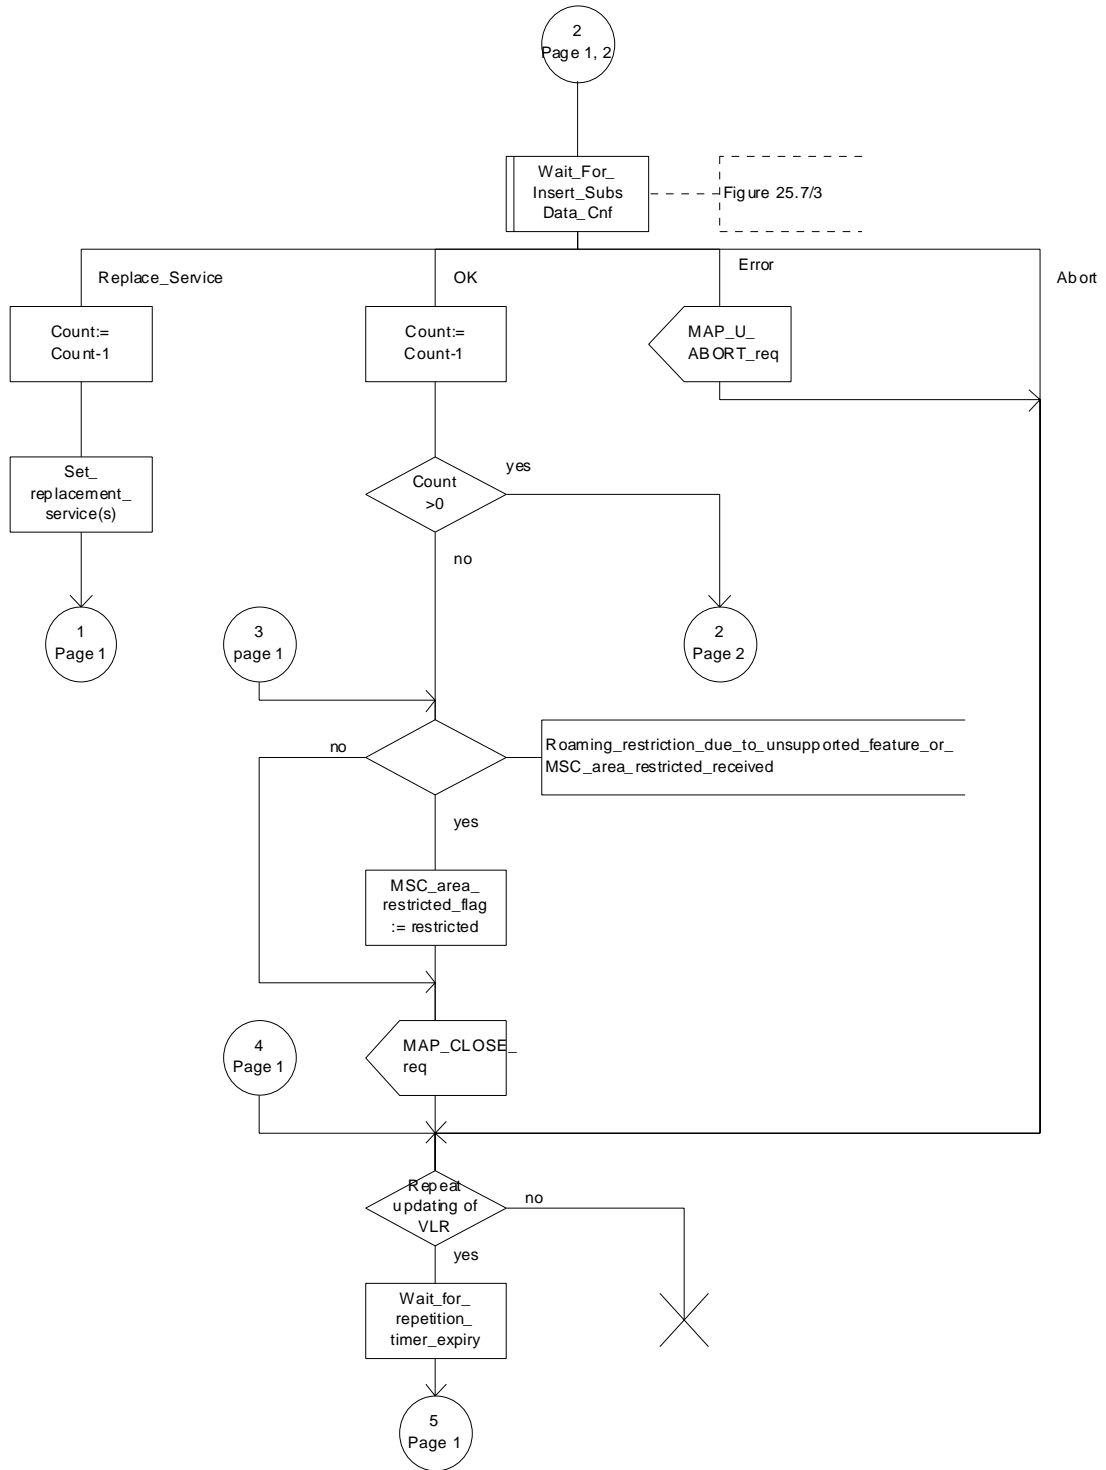 2
Page 1, 2
Wait_For_
Insert_Subs
Data_Cnf
Figure 25.7/3
Replace_Service
OK
Error
Abort
Count:=
Count-1
Count:=
Count-1
MAP_U_
ABORT_req
Set_
replacement_
service(s)
Count
>0
yes
no
1
Page 1
3
page 1
2
Page 2
no
Roaming_restriction_due_to_unsupported_feature_or_
MSC_area_restricted_received
yes
MSC_area_
restricted_flag
:= restricted
4
Page 1
MAP_CLOSE_
req
Repeat
updating of
VLR
no
yes
Wait_for_
repetition_
timer_expiry
5
Page 1